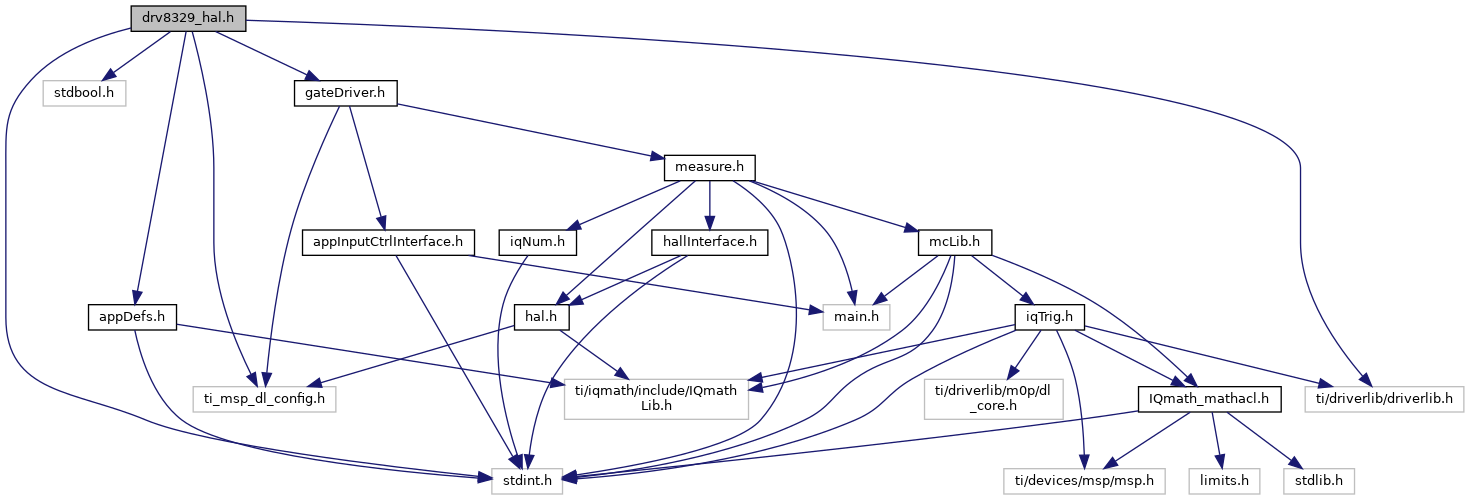 drv8329_hal.h
stdbool.h
gateDriver.h
measure.h
appInputCtrlInterface.h
iqNum.h
hallInterface.h
mcLib.h
appDefs.h
hal.h
main.h
iqTrig.h
ti_msp_dl_config.h
ti/iqmath/include/IQmath
Lib.h
ti/driverlib/m0p/dl
_core.h
IQmath_mathacl.h
ti/driverlib/driverlib.h
stdint.h
ti/devices/msp/msp.h
limits.h
stdlib.h